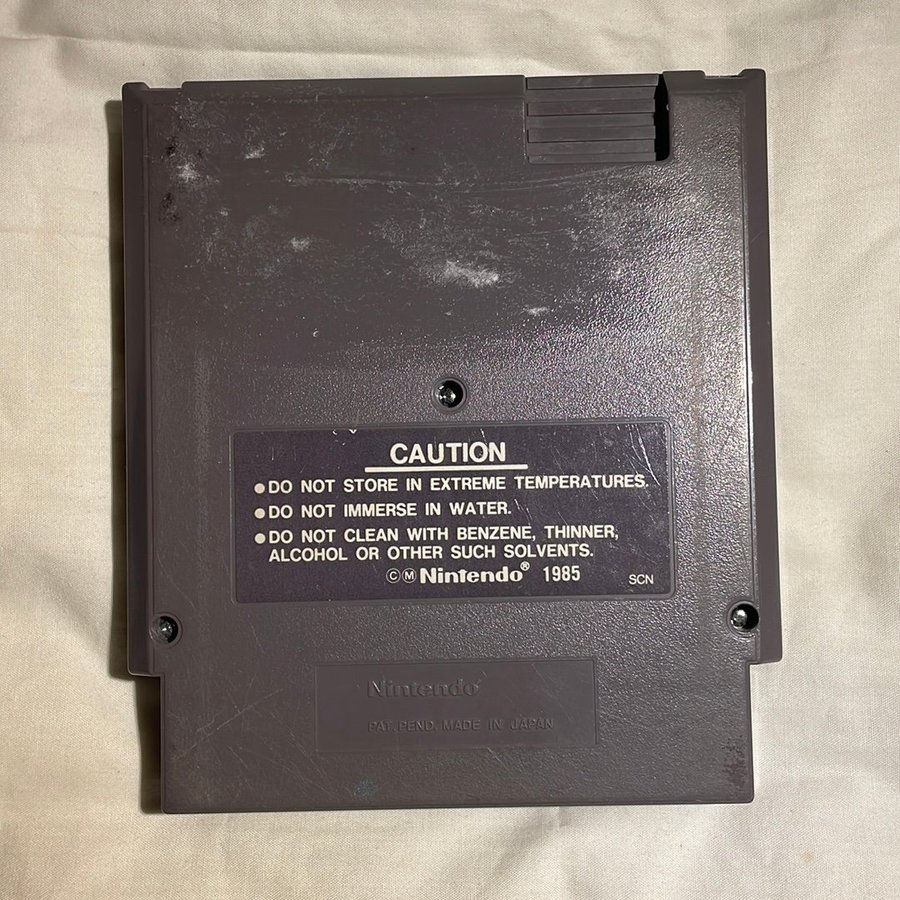 CAUTION
●DO NOT STORE IN EXTREME TEMPERATURES.
●DO NOT IMMERSE IN WATER.
●DO NOT CLEAN WITH BENZENE, THINNER,
ALCOHOL OR OTHER SUCH SOLVENTS.
©Ⓜ Nintendo® 1985 SCN
Nintendo®
PAT. PEND. MADE IN JAPAN